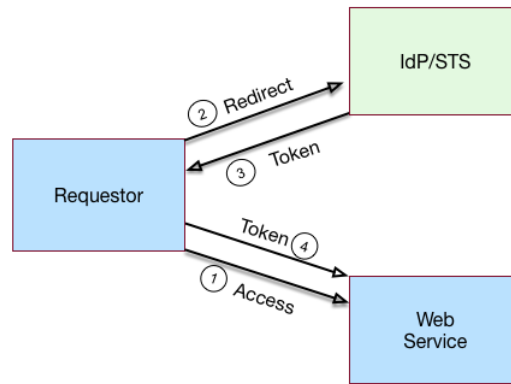 IdP/STS
2 Redirect
3 Token
Requestor
Token 4
1 Access
Web
Service